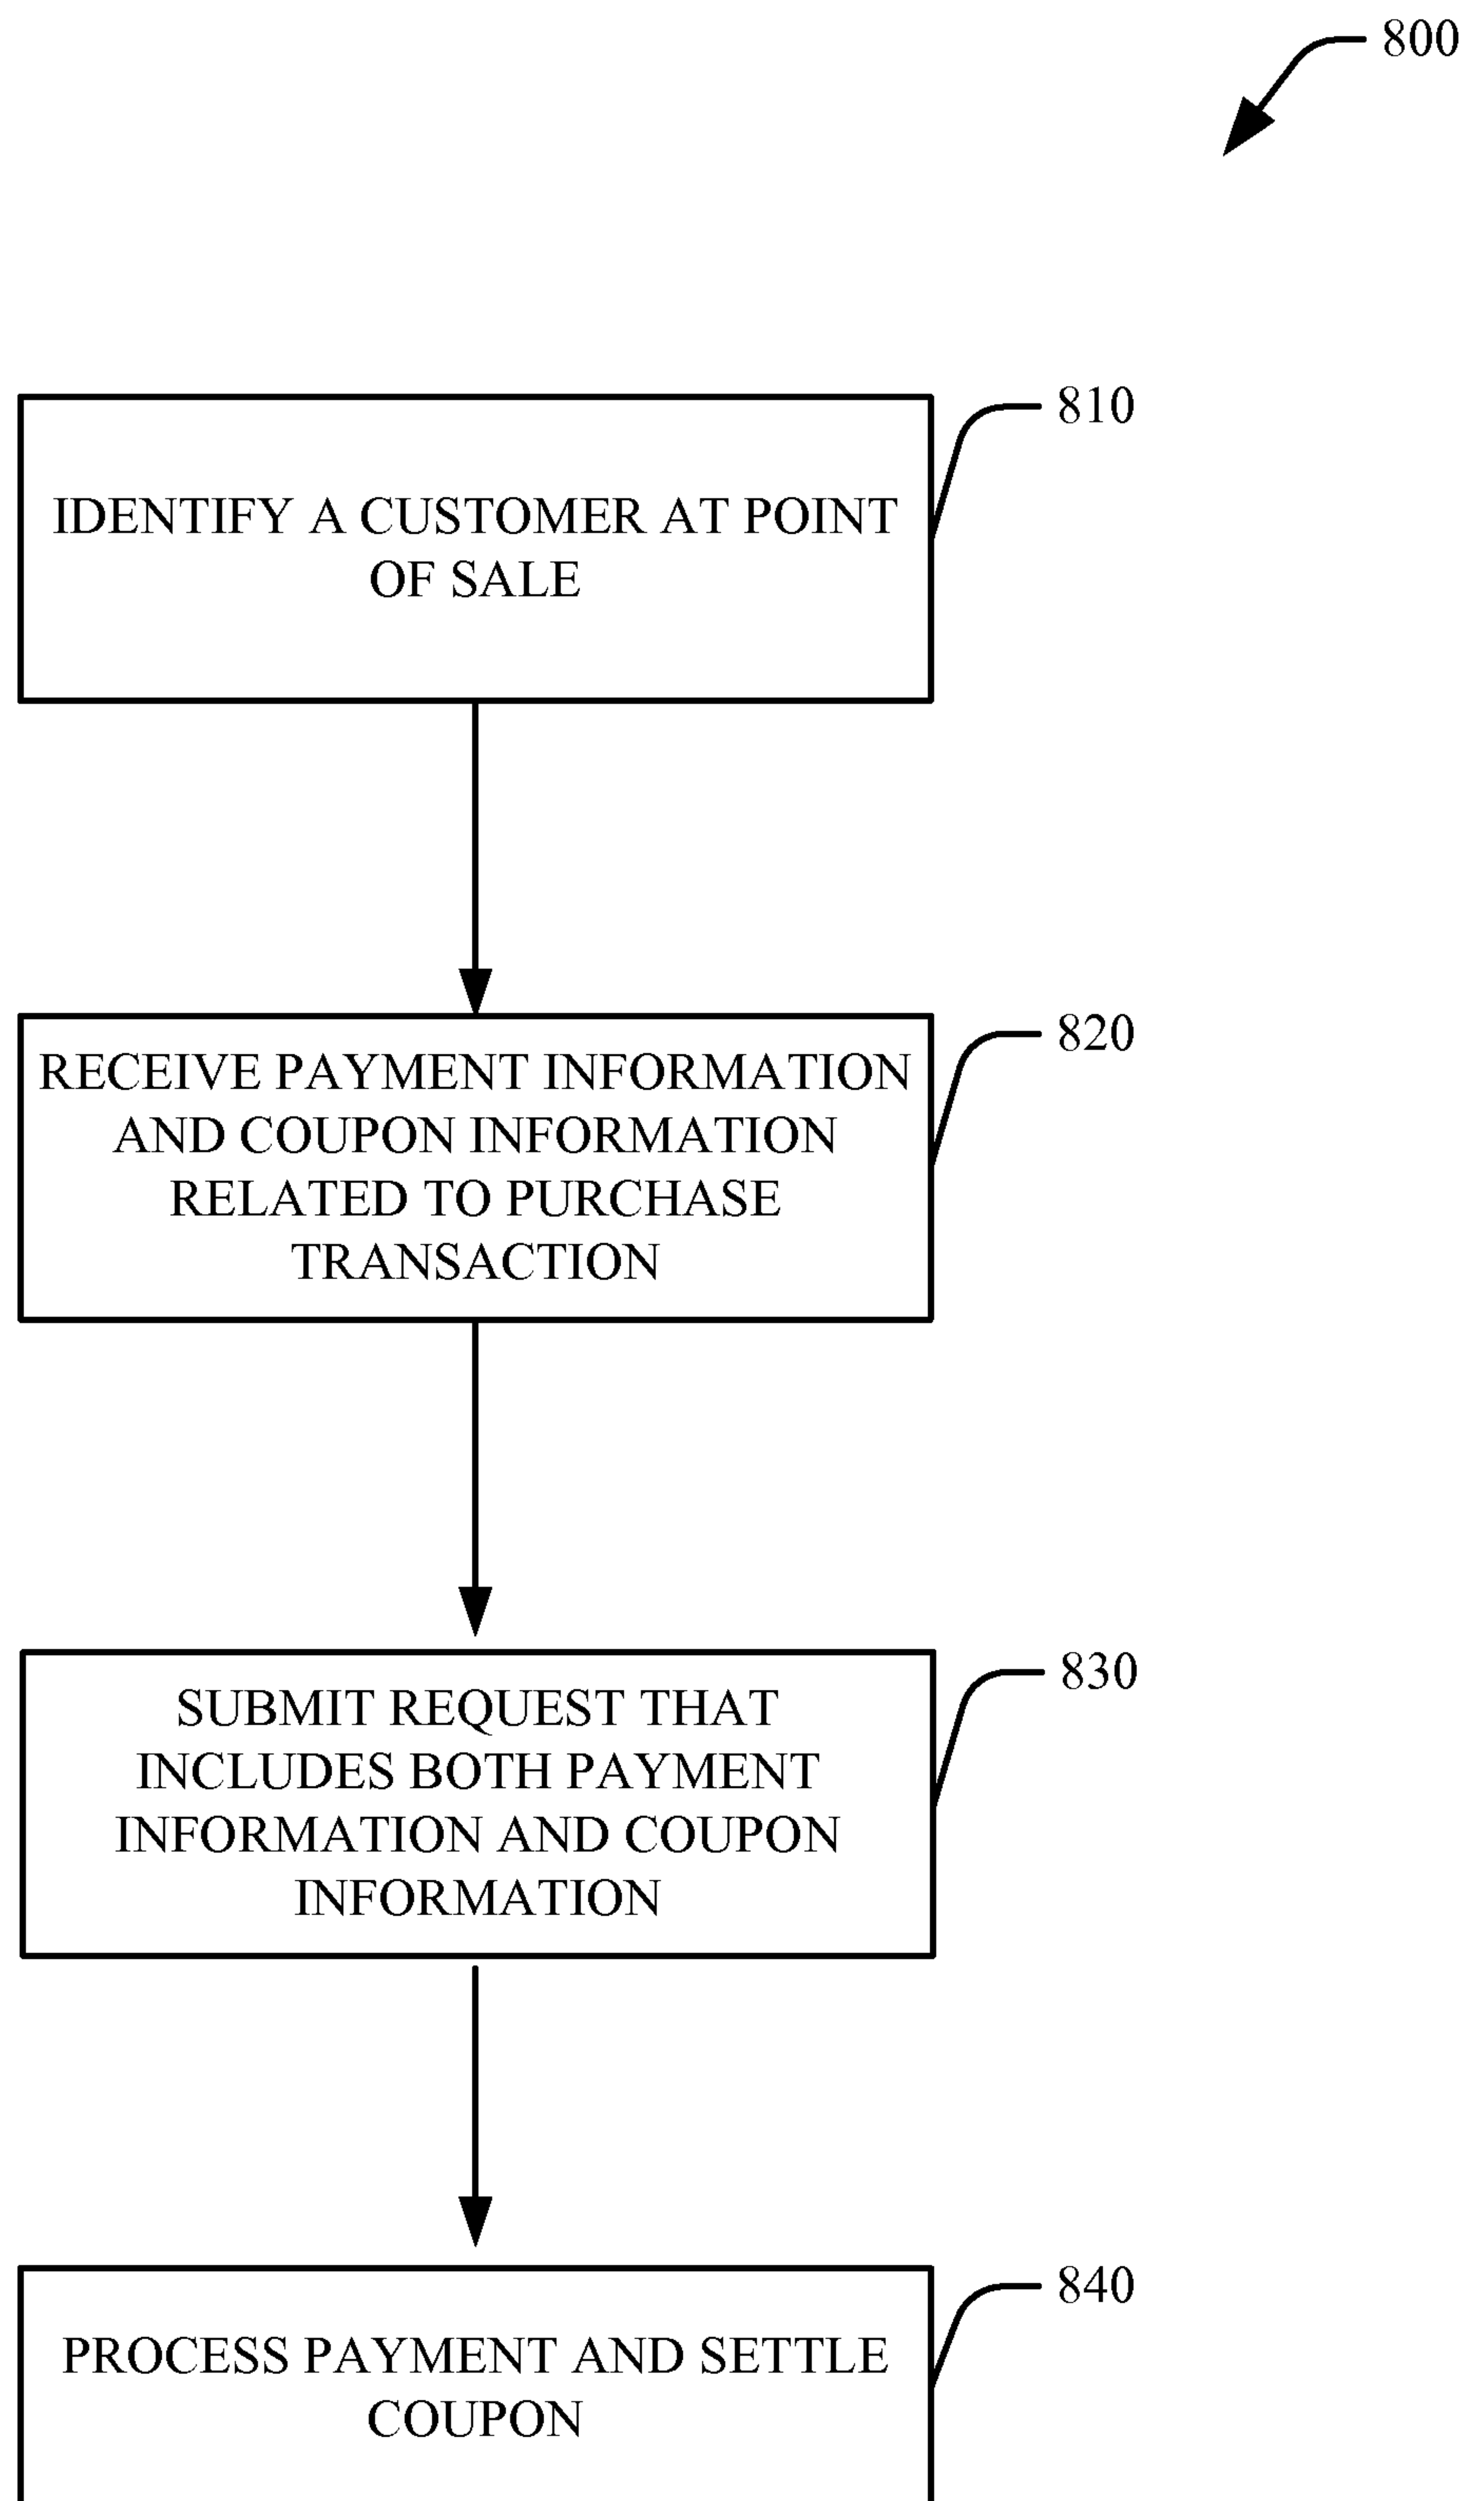 800
810
IDENTIFY A CUSTOMER AT POINT
OF SALE
820
RECEIVE PAYMENT INFORMATION
AND COUPON INFORMATION
RELATED TO PURCHASE
TRANSACTION
830
SUBMIT REQUEST THAT
INCLUDES BOTH PAYMENT
INFORMATION AND COUPON
INFORMATION
840
PROCESS PAYMENT AND SETTLE
COUPON